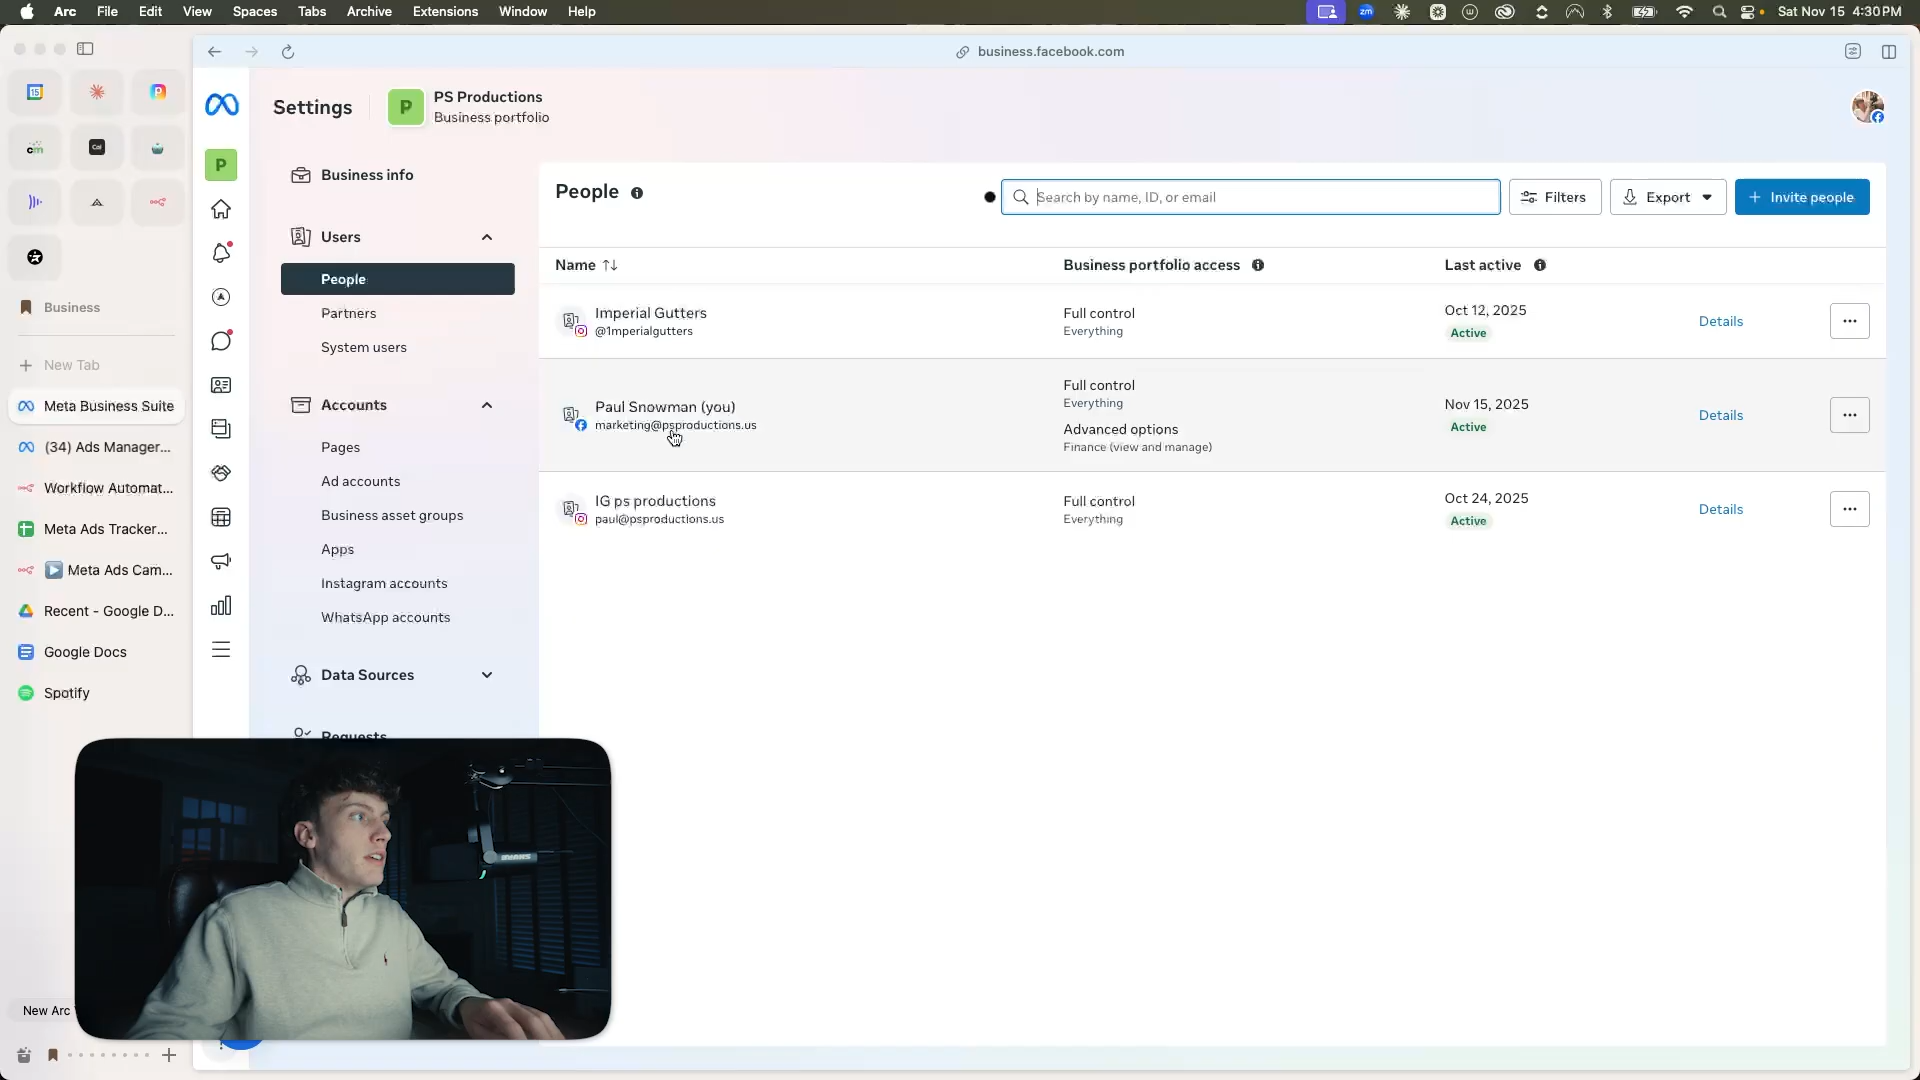 Arc File Edit View Spaces Tabs Archive Extensions Window Help
zm
Sat Nov 15 4:30PM
business.facebook.com
15
cm
Cal
Business
New Tab
Meta Business Suite
(34) Ads Manager...
Workflow Automat...
Meta Ads Tracker...
Meta Ads Cam...
Recent - Google D...
Google Docs
Spotify
New Arc
P
Settings
P
PS Productions
Business portfolio
Business info
Users
People
Partners
System users
Accounts
Pages
Ad accounts
Business asset groups
Apps
Instagram accounts
WhatsApp accounts
Data Sources
Requests
People
Search by name, ID, or email
Filters
Export
Invite people
Name
Business portfolio access
Last active
Imperial Gutters
@1mperialgutters
Full control
Everything
Oct 12, 2025
Active
Details
Paul Snowman (you)
marketing@psproductions.us
Full control
Everything
Advanced options
Finance (view and manage)
Nov 15, 2025
Active
Details
IG ps productions
paul@psproductions.us
Full control
Everything
Oct 24, 2025
Active
Details